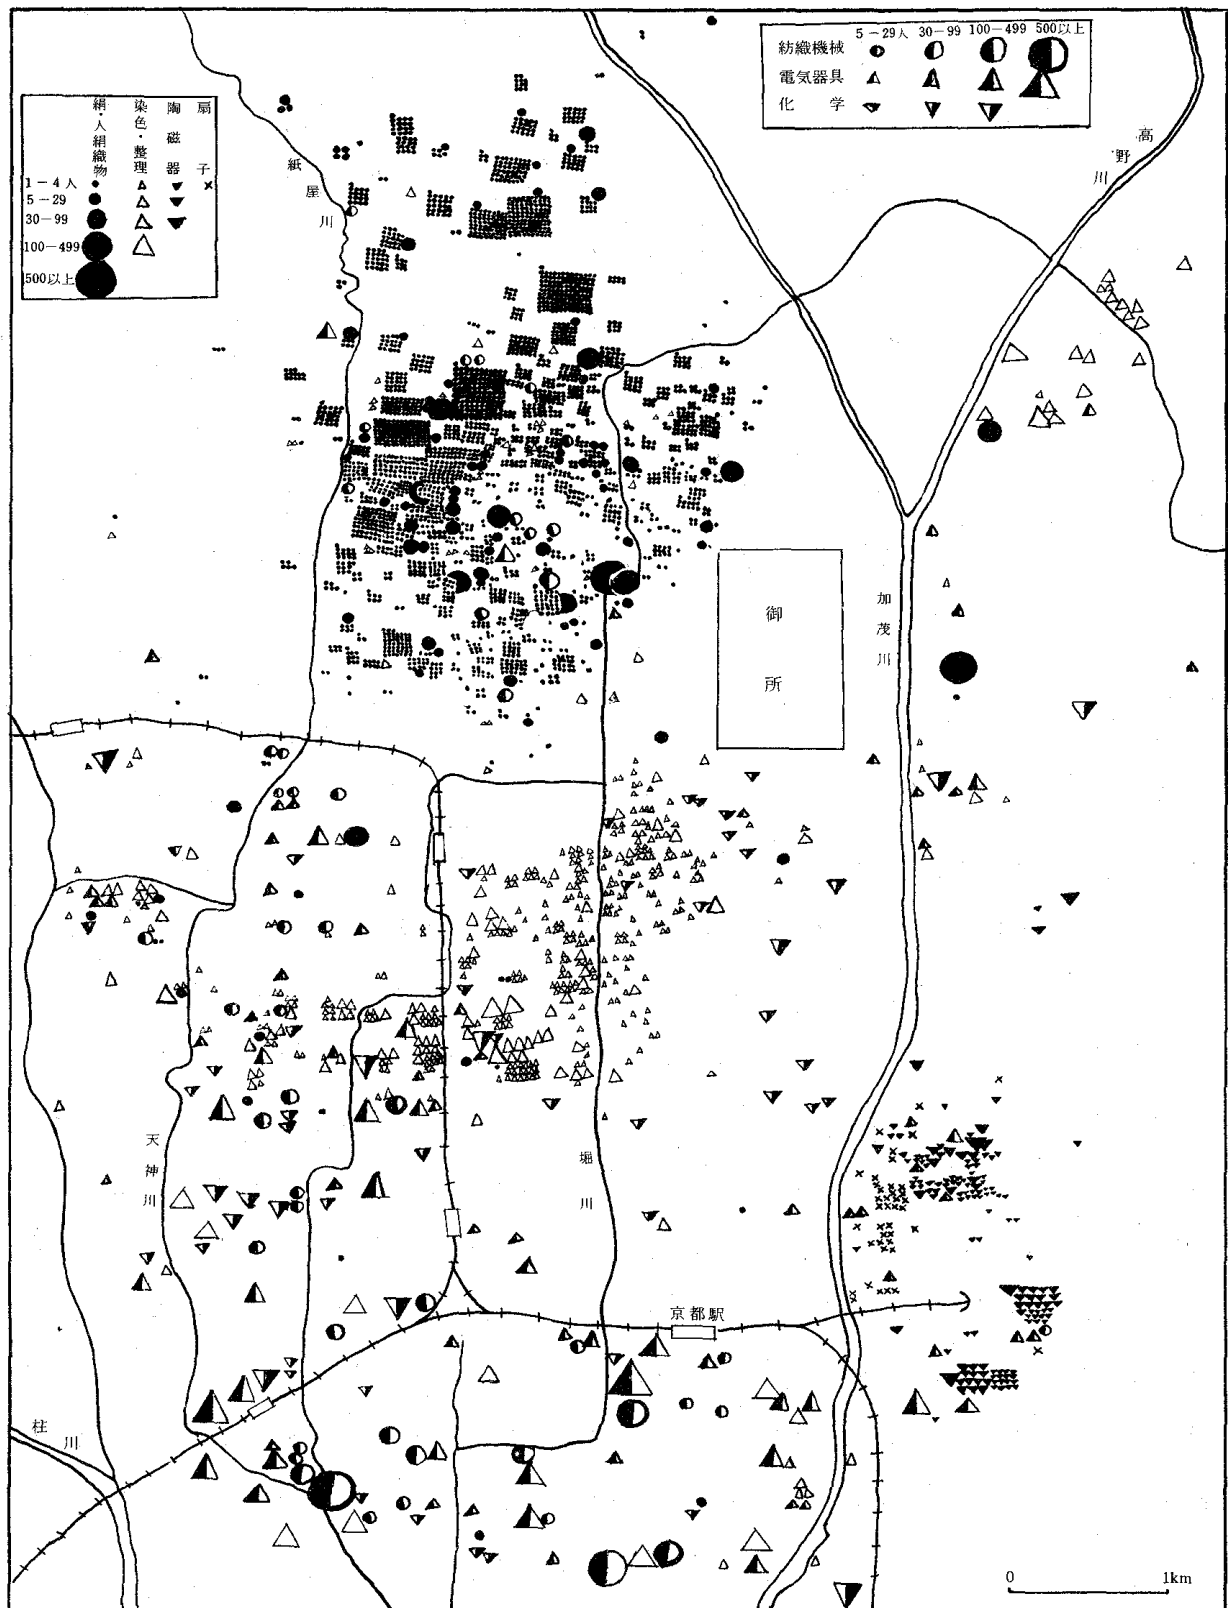 5－29人 30－99 100－499 500以上
紡織機械
電気器具
化 学
絹・人絹織物
染色・整理
陶磁器
扇子
1－4人
5－29
30－99
100－499
500以上
紙屋川
高野川
御所
加茂川
天神川
堀川
京都駅
桂川
0 1km